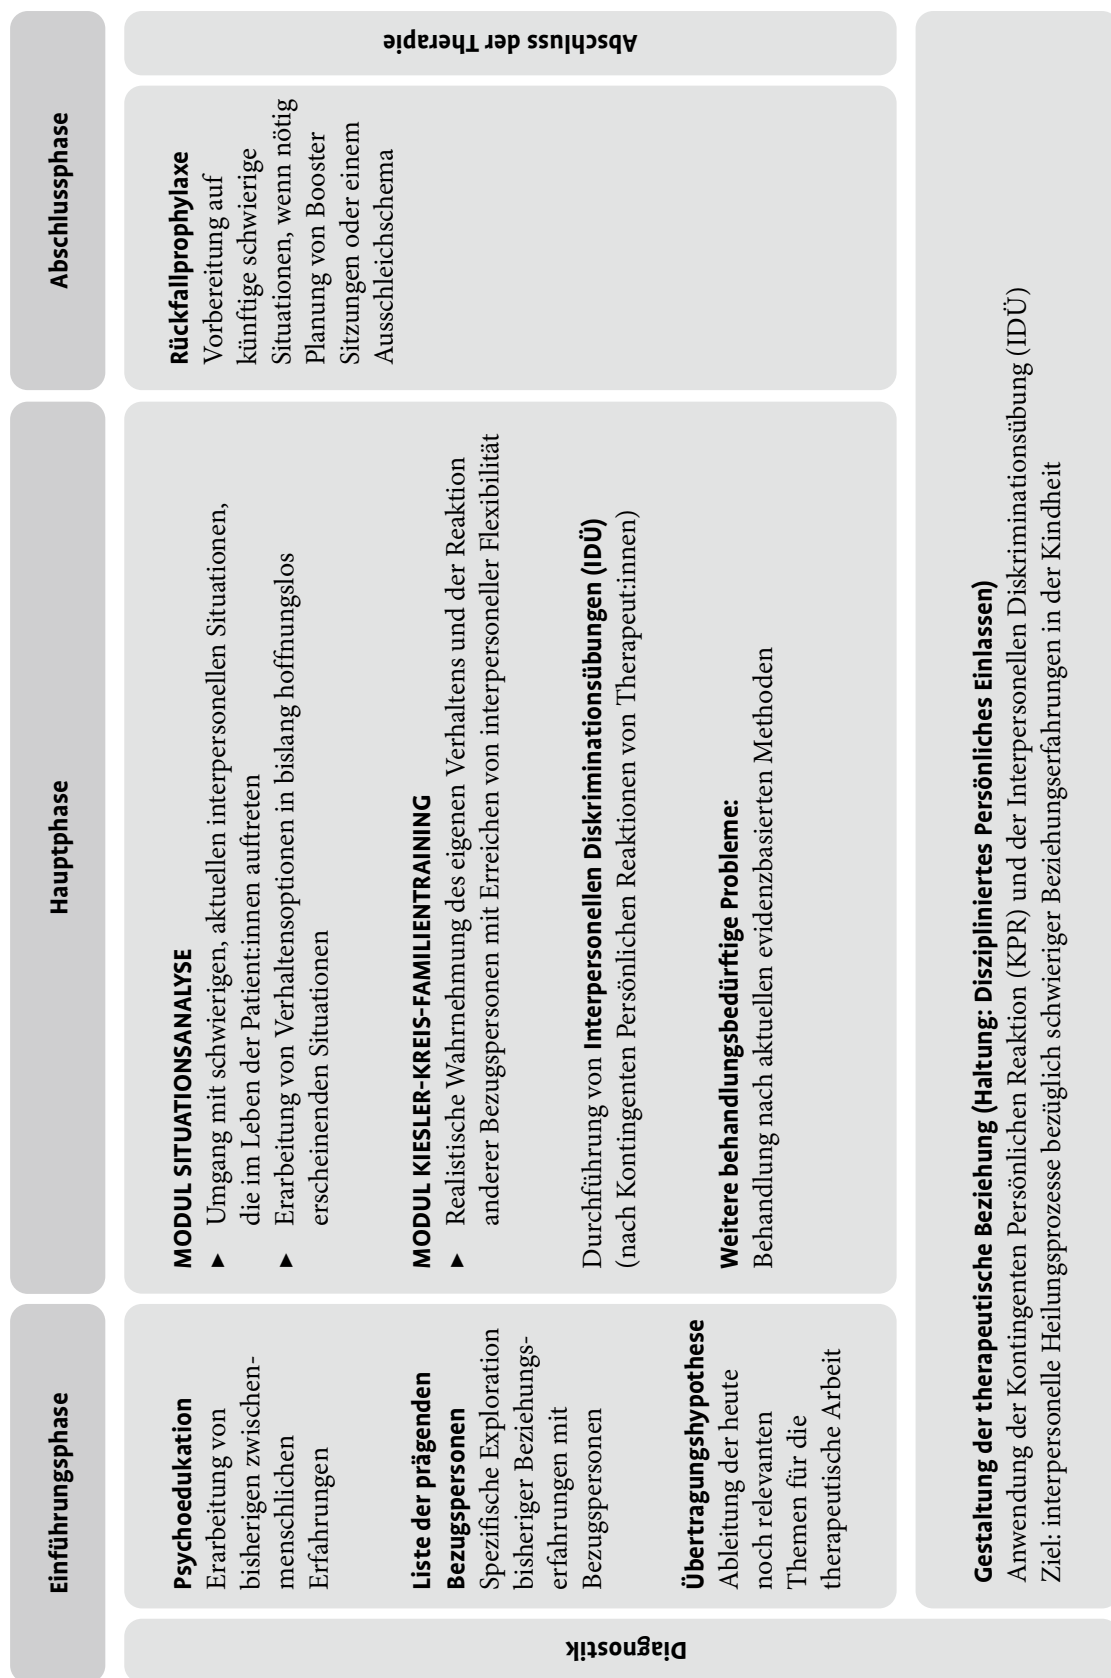 Einführungsphase
Hauptphase
Abschlussphase
Diagnostik
Psychoedukation
Erarbeitung von
bisherigen zwischen-
menschlichen
Erfahrungen
Liste der prägenden
Bezugspersonen
Spezifische Exploration
bisheriger Beziehungs-
erfahrungen mit
Bezugspersonen
Übertragungshypothese
Ableitung der heute
noch relevanten
Themen für die
therapeutische Arbeit
MODUL SITUATIONSANALYSE
► Umgang mit schwierigen, aktuellen interpersonellen Situationen,
die im Leben der Patient:innen auftreten
► Erarbeitung von Verhaltensoptionen in bislang hoffnungslos
erscheinenden Situationen
MODUL KIESLER-KREIS-FAMILIENTRAINING
► Realistische Wahrnehmung des eigenen Verhaltens und der Reaktion
anderer Bezugspersonen mit Erreichen von interpersoneller Flexibilität
Durchführung von Interpersonellen Diskriminationsübungen (IDÜ)
(nach Kontingenten Persönlichen Reaktionen von Therapeut:innen)
Weitere behandlungsbedürftige Probleme:
Behandlung nach aktuellen evidenzbasierten Methoden
Rückfallprophylaxe
Vorbereitung auf
künftige schwierige
Situationen, wenn nötig
Planung von Booster
Sitzungen oder einem
Ausschleichschema
Abschluss der Therapie
Gestaltung der therapeutische Beziehung (Haltung: Diszipliniertes Persönliches Einlassen)
Anwendung der Kontingenten Persönlichen Reaktion (KPR) und der Interpersonellen Diskriminationsübung (IDÜ)
Ziel: interpersonelle Heilungsprozesse bezüglich schwieriger Beziehungserfahrungen in der Kindheit